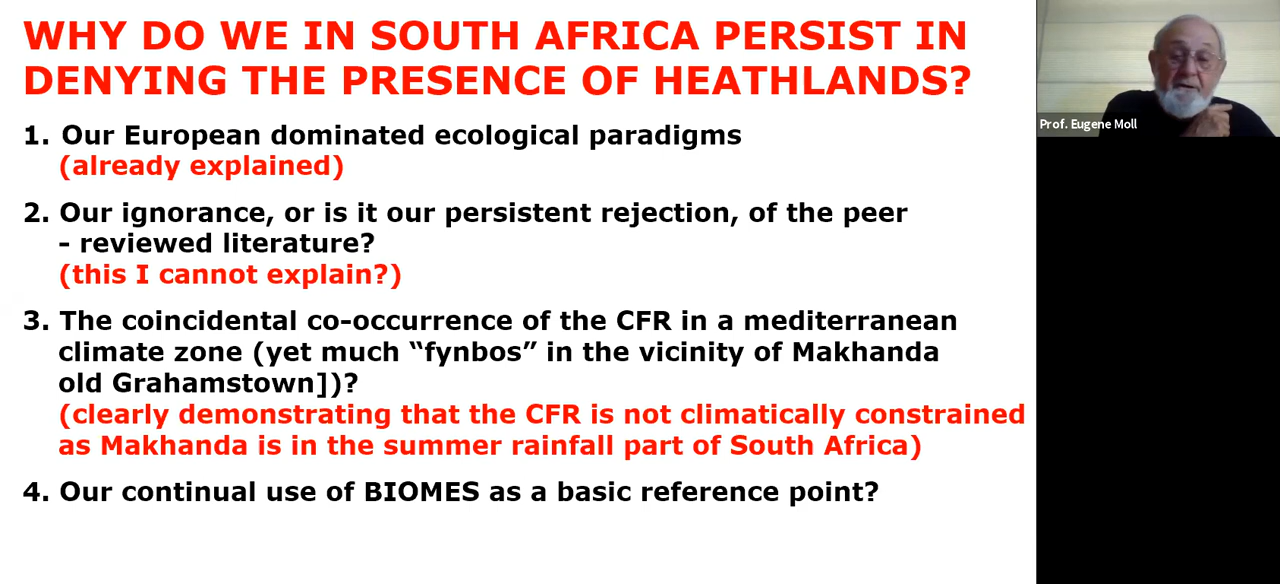 WHY DO WE IN SOUTH AFRICA PERSIST IN
DENYING THE PRESENCE OF HEATHLANDS?
1. Our European dominated ecological paradigms
(already explained)
2. Our ignorance, or is it our persistent rejection, of the peer
- reviewed literature?
(this I cannot explain?)
3. The coincidental co-occurrence of the CFR in a mediterranean
climate zone (yet much “fynbos” in the vicinity of Makhanda
old Grahamstown])?
(clearly demonstrating that the CFR is not climatically constrained
as Makhanda is in the summer rainfall part of South Africa)
4. Our continual use of BIOMES as a basic reference point?
Prof. Eugene Moll